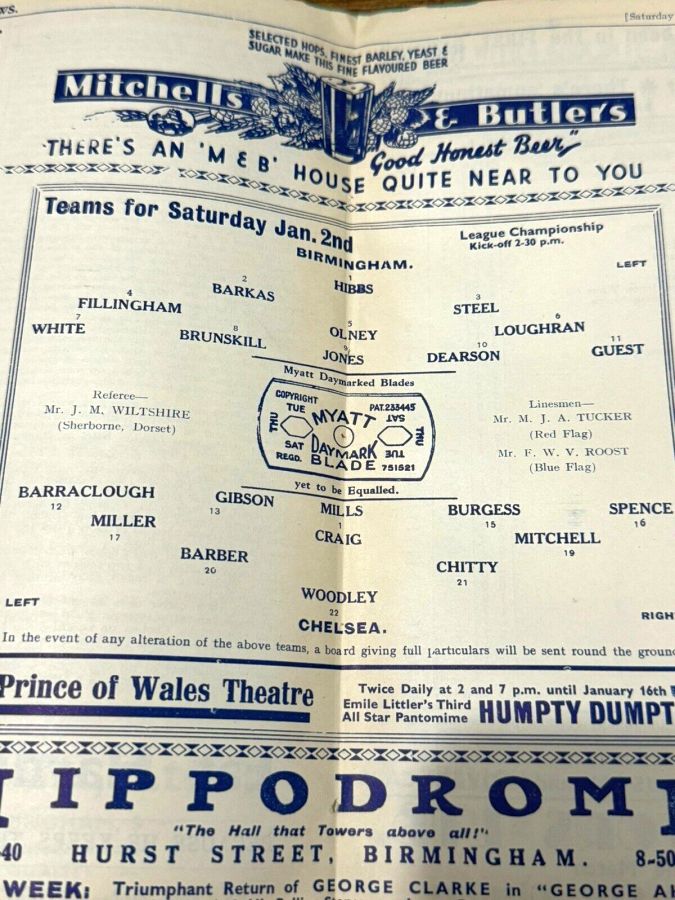 [Saturday
SELECTED HOPS, FINEST BARLEY, YEAST &
SUGAR MAKE THIS FINE FLAVOURED BEER
Mitchells & Butlers
"Good Honest Beer"
THERE'S AN 'M & B' HOUSE QUITE NEAR TO YOU
Teams for Saturday Jan. 2nd
League Championship
Kick-off 2-30 p.m.
BIRMINGHAM.
LEFT
1
HIBBS
2 3
BARKAS STEEL
4 5 6
FILLINGHAM OLNEY LOUGHRAN
7 8 9 10 11
WHITE BRUNSKILL JONES DEARSON GUEST
Myatt Daymarked Blades
Referee—
Mr. J. M. WILTSHIRE
(Sherborne, Dorset)
COPYRIGHT PAT. 233445
TUE SAT
THU MYATT THU
DAYMARK
SAT BLADE TUE
REGD. 751521
Linesmen—
Mr. M. J. A. TUCKER
(Red Flag)
Mr. F. W. V. ROOST
(Blue Flag)
yet to be Equalled.
BARRACLOUGH GIBSON MILLS BURGESS SPENCE
12 13 1 15 16
MILLER CRAIG MITCHELL
17 19
BARBER CHITTY
20 21
WOODLEY
22
LEFT RIGH
CHELSEA.
In the event of any alteration of the above teams, a board giving full particulars will be sent round the groun
Prince of Wales Theatre
Twice Daily at 2 and 7 p.m. until January 16th
Emile Littler's Third
All Star Pantomime HUMPTY DUMPT
HIPPODROM
"The Hall that Towers above all!"
40 HURST STREET, BIRMINGHAM. 8-50
WEEK: Triumphant Return of GEORGE CLARKE in "GEORGE